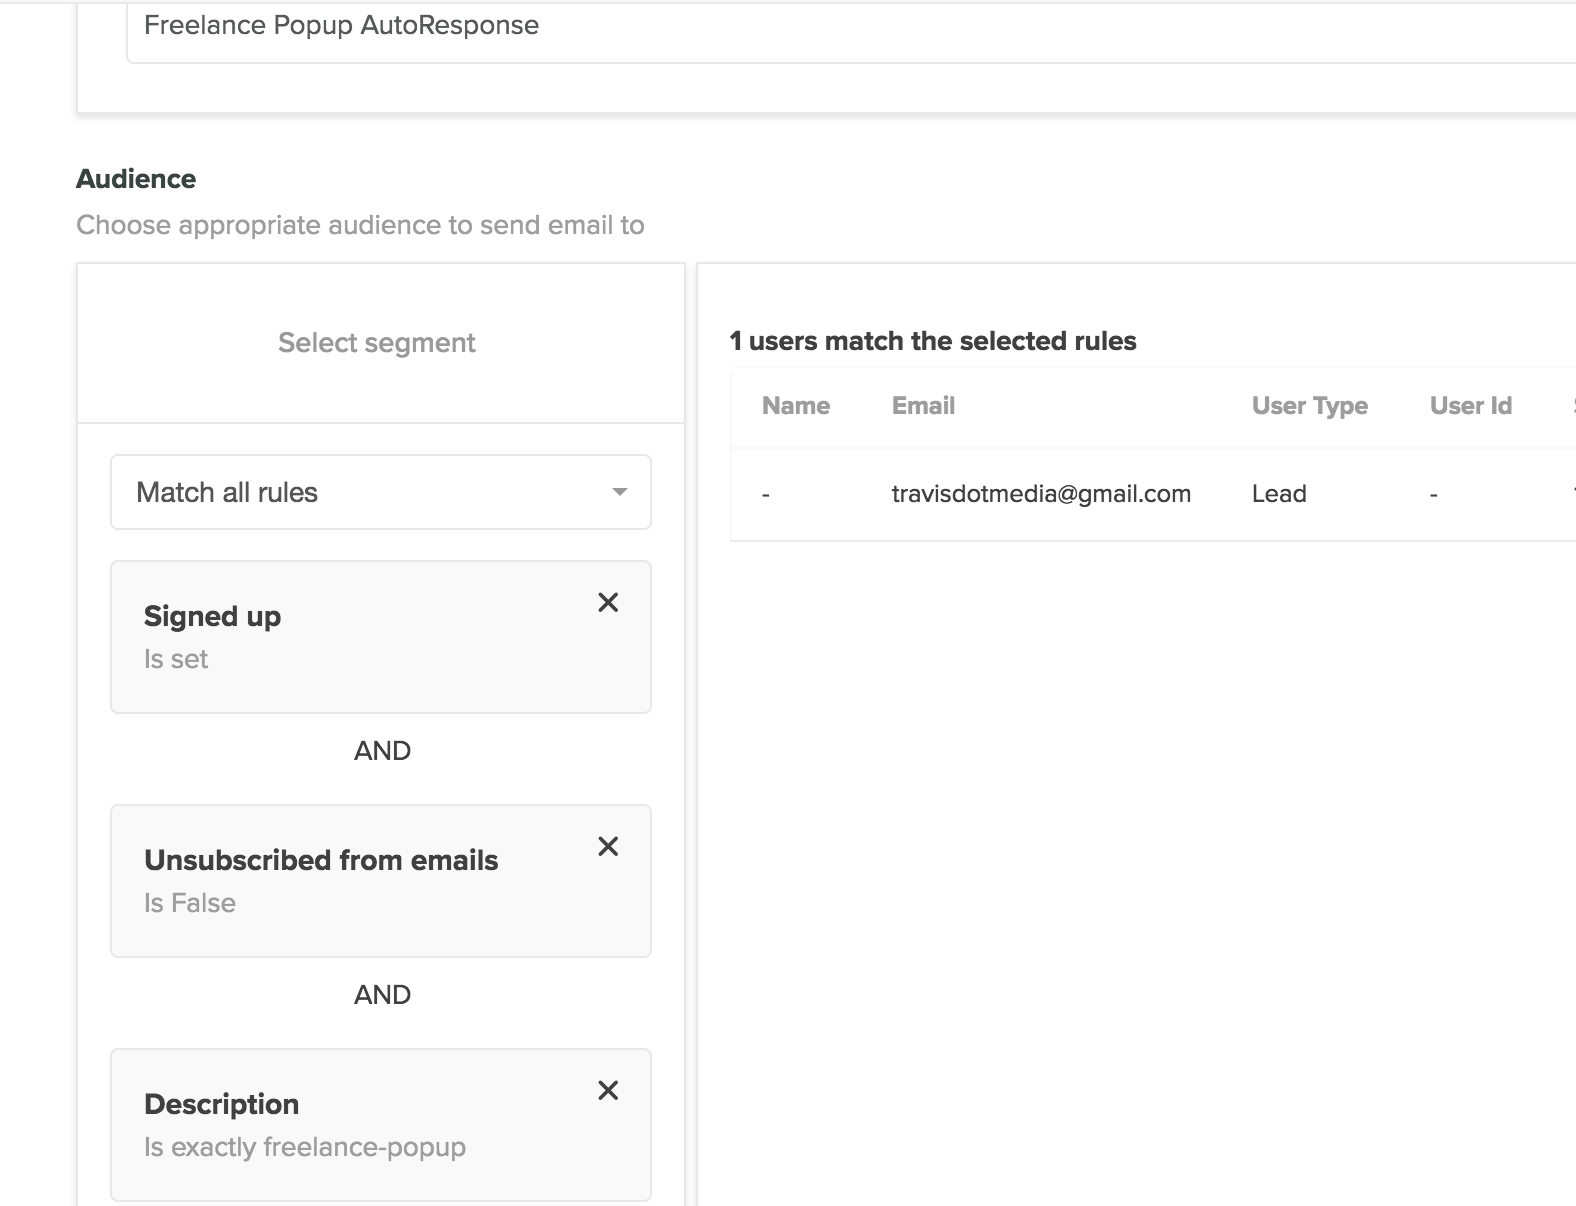 Freelance Popup AutoResponse
Audience
Choose appropriate audience to send email to
Select segment
Match all rules
Signed up
Is set
AND
Unsubscribed from emails
Is False
AND
Description
Is exactly freelance-popup
1 users match the selected rules
Name Email User Type User Id
- travisdotmedia@gmail.com Lead -